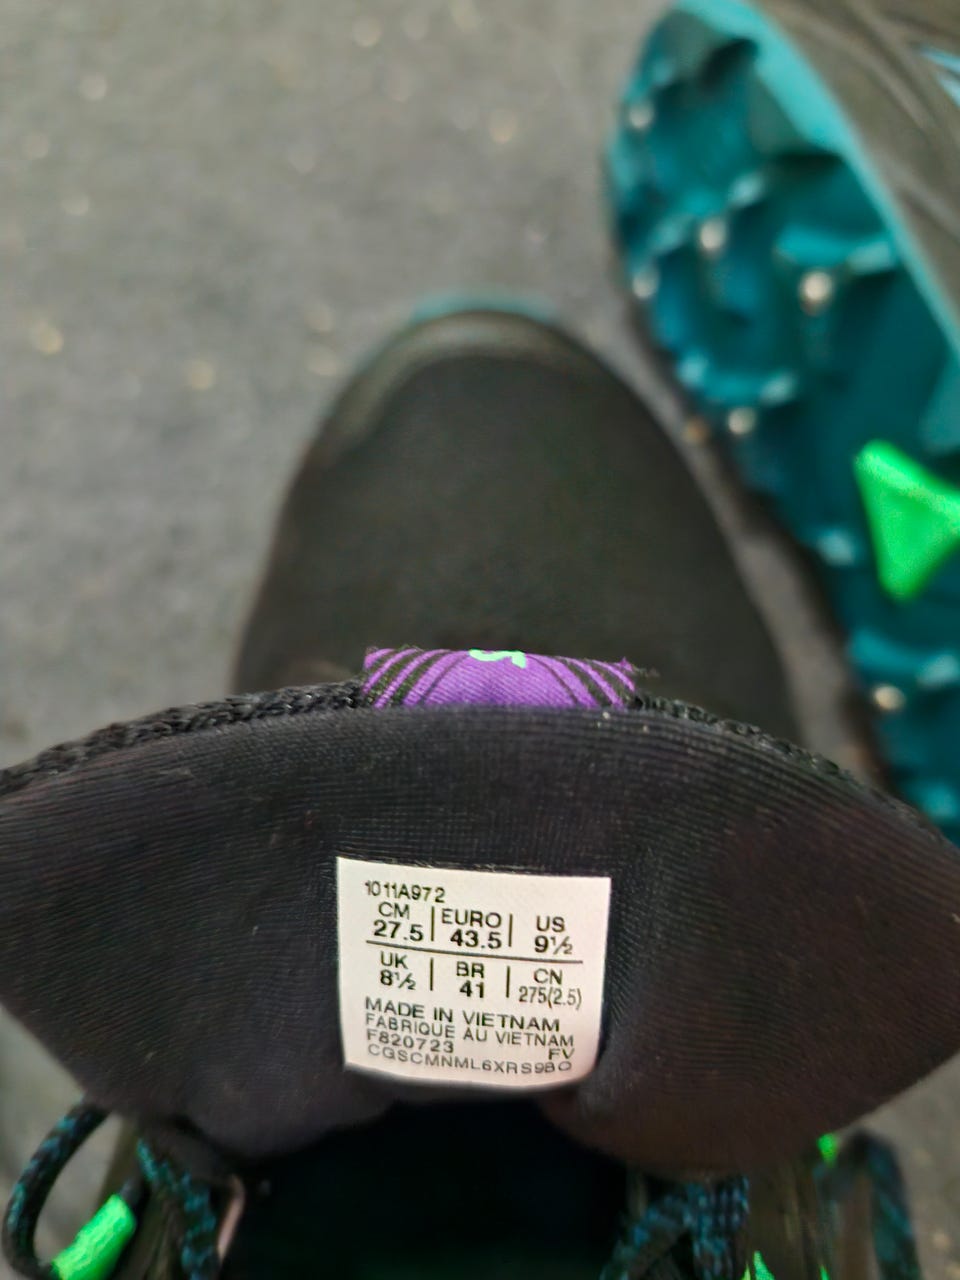 1011A972
CM | EURO | US
27.5 | 43.5 | 9½
UK | BR | CN
8½ | 41 | 275(2.5)
MADE IN VIETNAM
FABRIQUE AU VIETNAM
F820723 FV
CGSCMNML6XRS9BQ